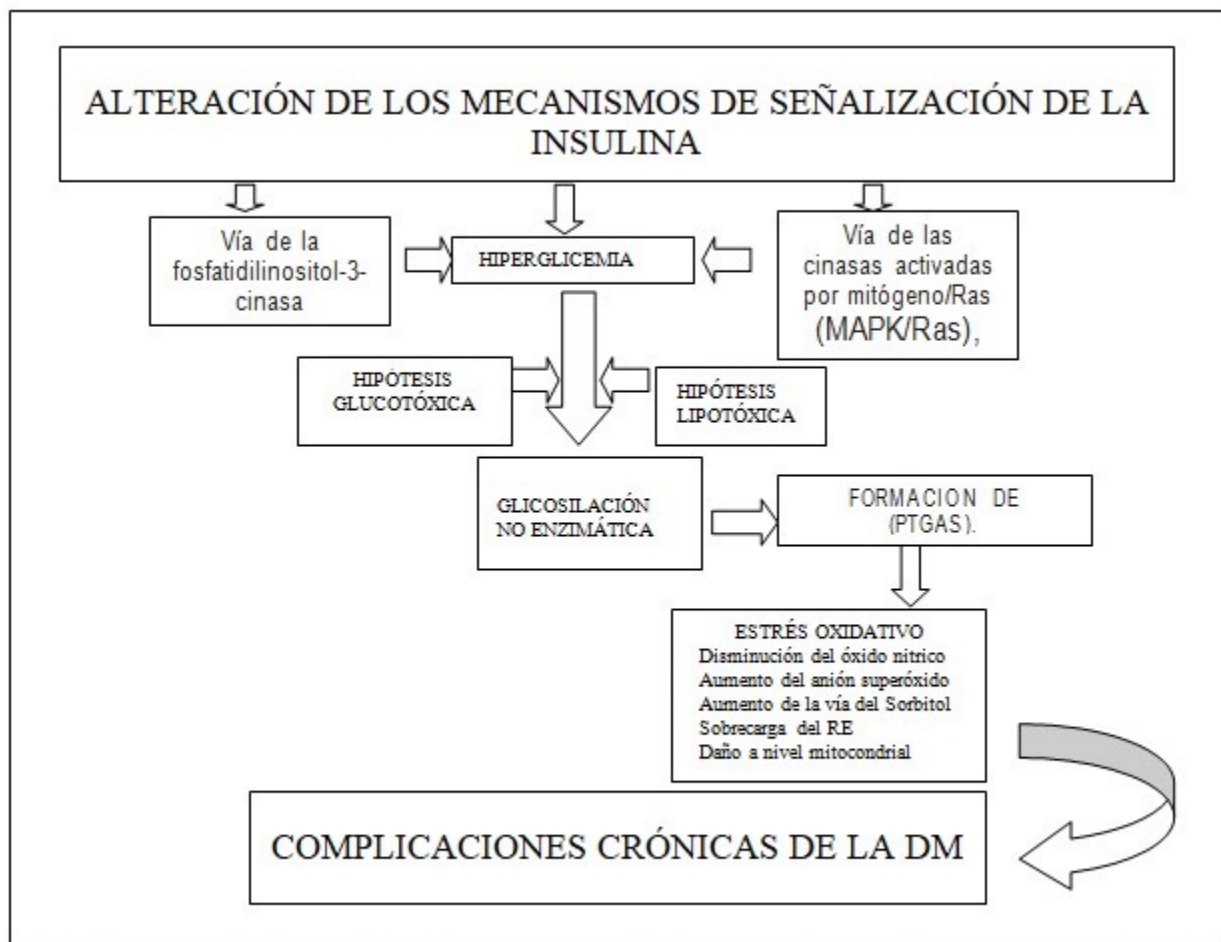 ALTERACIÓN DE LOS MECANISMOS DE SEÑALIZACIÓN DE LA
INSULINA
Vía de la
fosfatidilinositol-3-
cinasa
HIPERGLICEMIA
Vía de las
cinasas activadas
por mitógeno/Ras
(MAPK/Ras),
HIPÓTESIS
GLUCOTÓXICA
HIPÓTESIS
LIPOTÓXICA
GLICOSILACIÓN
NO ENZIMÁTICA
FORMACION DE
(PTGAS).
ESTRÉS OXIDATIVO
Disminución del óxido nitrico
Aumento del anión superóxido
Aumento de la vía del Sorbitol
Sobrecarga del RE
Daño a nivel mitocondrial
COMPLICACIONES CRÓNICAS DE LA DM